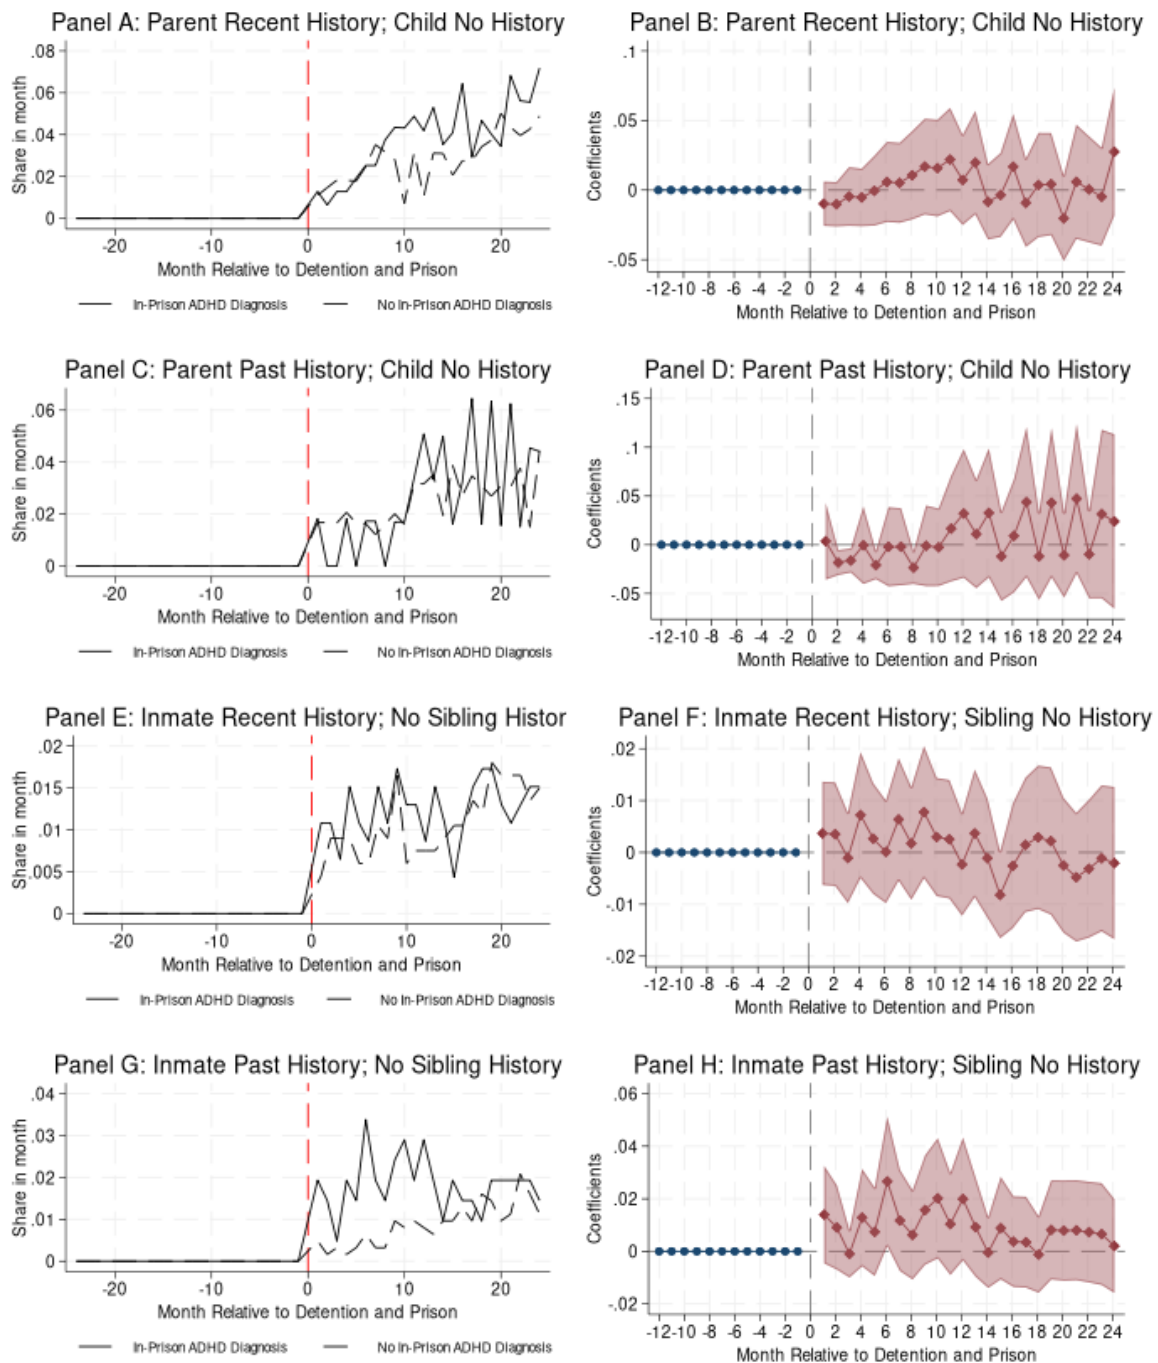 Panel A: Parent Recent History; Child No History
.08
.06
.04
.02
0
Share in month
-20 -10 0 10 20
Month Relative to Detention and Prison
In-Prison ADHD Diagnosis No In-Prison ADHD Diagnosis
Panel B: Parent Recent History; Child No History
.1
.05
0
-.05
Coefficients
-12 -10 -8 -6 -4 -2 0 2 4 6 8 10 12 14 16 18 20 22 24
Month Relative to Detention and Prison
Panel C: Parent Past History; Child No History
.06
.04
.02
0
Share in month
-20 -10 0 10 20
Month Relative to Detention and Prison
In-Prison ADHD Diagnosis No In-Prison ADHD Diagnosis
Panel D: Parent Past History; Child No History
.15
.1
.05
0
-.05
Coefficients
-12 -10 -8 -6 -4 -2 0 2 4 6 8 10 12 14 16 18 20 22 24
Month Relative to Detention and Prison
Panel E: Inmate Recent History; No Sibling Histor
.02
.015
.01
.005
0
Share in month
-20 -10 0 10 20
Month Relative to Detention and Prison
In-Prison ADHD Diagnosis No In-Prison ADHD Diagnosis
Panel F: Inmate Recent History; Sibling No History
.02
.01
0
-.01
-.02
Coefficients
-12 -10 -8 -6 -4 -2 0 2 4 6 8 10 12 14 16 18 20 22 24
Month Relative to Detention and Prison
Panel G: Inmate Past History; No Sibling History
.04
.03
.02
.01
0
Share in month
-20 -10 0 10 20
Month Relative to Detention and Prison
In-Prison ADHD Diagnosis No In-Prison ADHD Diagnosis
Panel H: Inmate Past History; Sibling No History
.06
.04
.02
0
-.02
Coefficients
-12 -10 -8 -6 -4 -2 0 2 4 6 8 10 12 14 16 18 20 22 24
Month Relative to Detention and Prison